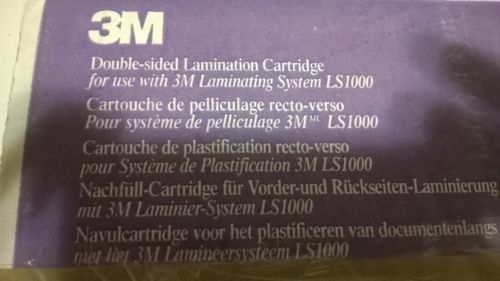 3M
Double-sided Lamination Cartridge
for use with 3M Laminating System LS1000
Cartouche de pelliculage recto-verso
Pour système de pelliculage 3Mᴹᶜ LS1000
Cartouche de plastification recto-verso
pour Système de Plastification 3M LS1000
Nachfüll-Cartridge für Vorder-und Rückseiten-Laminierung
mit 3M Laminier-System LS1000
Navulcartridge voor het plastificeren van documentenlangs
met het 3M Lamineersysteem LS1000